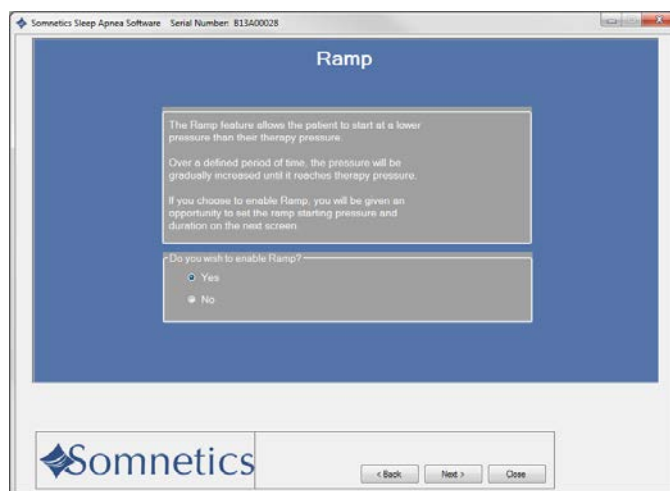 Somnetics Sleep Apnea Software   Serial Number: B13A00028
Ramp
The Ramp feature allows the patient to start at a lower
pressure than their therapy pressure.
Over a defined period of time, the pressure will be
gradually increased until it reaches therapy pressure.
If you choose to enable Ramp, you will be given an
opportunity to set the ramp starting pressure and
duration on the next screen
Do you wish to enable Ramp?
Yes
No
Somnetics
< Back
Next >
Close